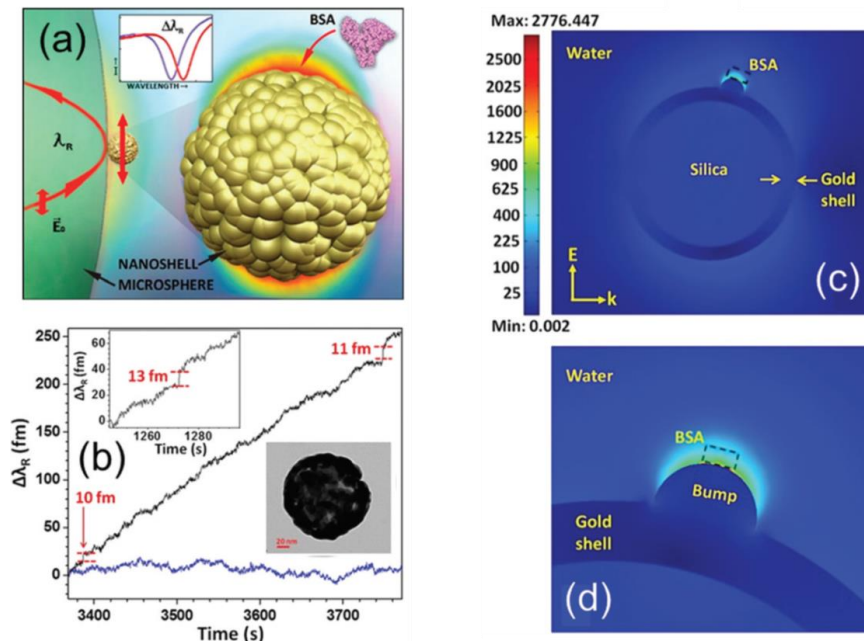 (a)
Δλ_R
I
WAVELENGTH→
BSA
λ_R
E⃗₀
NANOSHELL
MICROSPHERE
Max: 2776.447
2500
2025
1600
1225
900
625
400
225
100
25
Min: 0.002
Water
BSA
Silica
Gold
shell
E
k
(c)
250
200
150
100
50
0
Δλ_R (fm)
60
40
20
0
Δλ_R (fm)
13 fm
1260
1280
Time (s)
11 fm
(b)
10 fm
20 nm
3400
3500
3600
3700
Time (s)
Water
BSA
Bump
Gold
shell
(d)